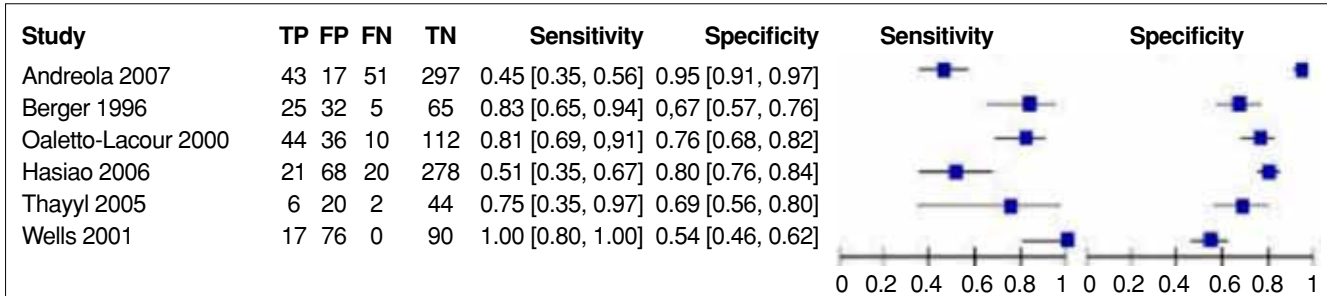 Study TP FP FN TN Sensitivity Specificity Sensitivity Specificity
Andreola 2007 43 17 51 297 0.45 [0.35, 0.56] 0.95 [0.91, 0.97]
Berger 1996 25 32 5 65 0.83 [0.65, 0.94] 0,67 [0.57, 0.76]
Oaletto-Lacour 2000 44 36 10 112 0.81 [0.69, 0,91] 0.76 [0.68, 0.82]
Hasiao 2006 21 68 20 278 0.51 [0.35, 0.67] 0.80 [0.76, 0.84]
Thayyl 2005 6 20 2 44 0.75 [0.35, 0.97] 0.69 [0.56, 0.80]
Wells 2001 17 76 0 90 1.00 [0.80, 1.00] 0.54 [0.46, 0.62]
0 0.2 0.4 0.6 0.8 1 0 0.2 0.4 0.6 0.8 1